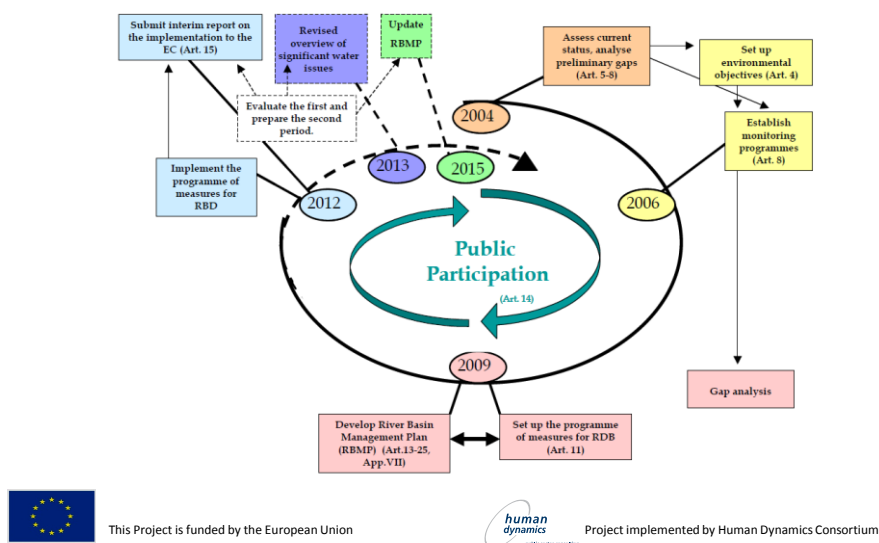 Submit interim report on
the implementation to the
EC (Art. 15)
Revised
overview of
significant water
issues
Update
RBMP
Assess current
status, analyse
preliminary gaps
(Art. 5-8)
Set up
environmental
objectives (Art. 4)
Evaluate the first and
prepare the second
period.
2004
Establish
monitoring
programmes
(Art. 8)
Implement the
programme of
measures for
RBD
2013
2015
2012
2006
Public
Participation
(Art. 14)
2009
Gap analysis
Develop River Basin
Management Plan
(RBMP) (Art.13-25,
App.VII)
Set up the programme
of measures for RDB
(Art. 11)
This Project is funded by the European Union
human
dynamics
Project implemented by Human Dynamics Consortium